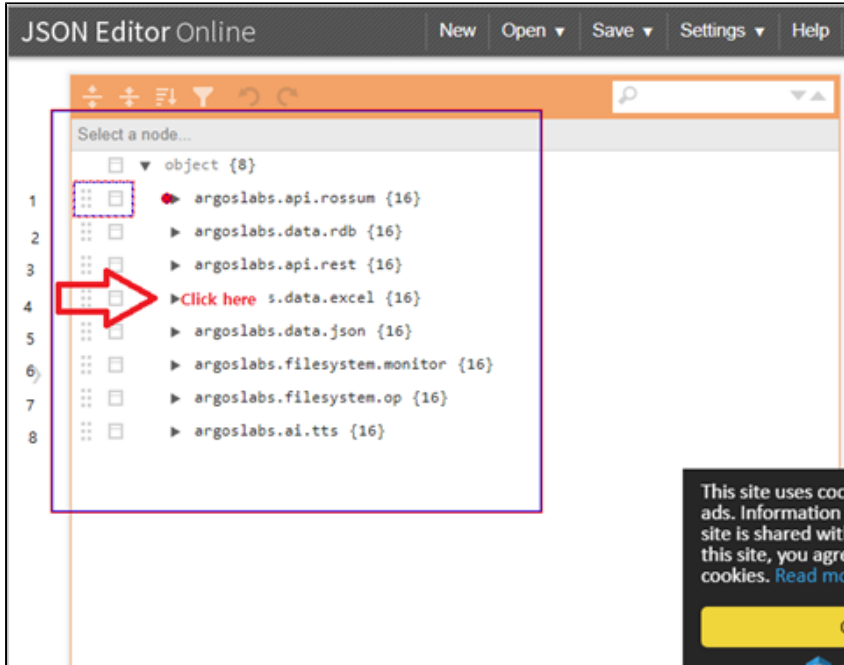 JSON Editor Online New Open ▼ Save ▼ Settings ▼ Help
Select a node...
▼ object {8}
1 ▶ argoslabs.api.rossum {16}
2 ▶ argoslabs.data.rdb {16}
3 ▶ argoslabs.api.rest {16}
4 ▶Click here s.data.excel {16}
5 ▶ argoslabs.data.json {16}
6 ▶ argoslabs.filesystem.monitor {16}
7 ▶ argoslabs.filesystem.op {16}
8 ▶ argoslabs.ai.tts {16}
This site uses coo
ads. Information
site is shared wit
this site, you agre
cookies. Read mo